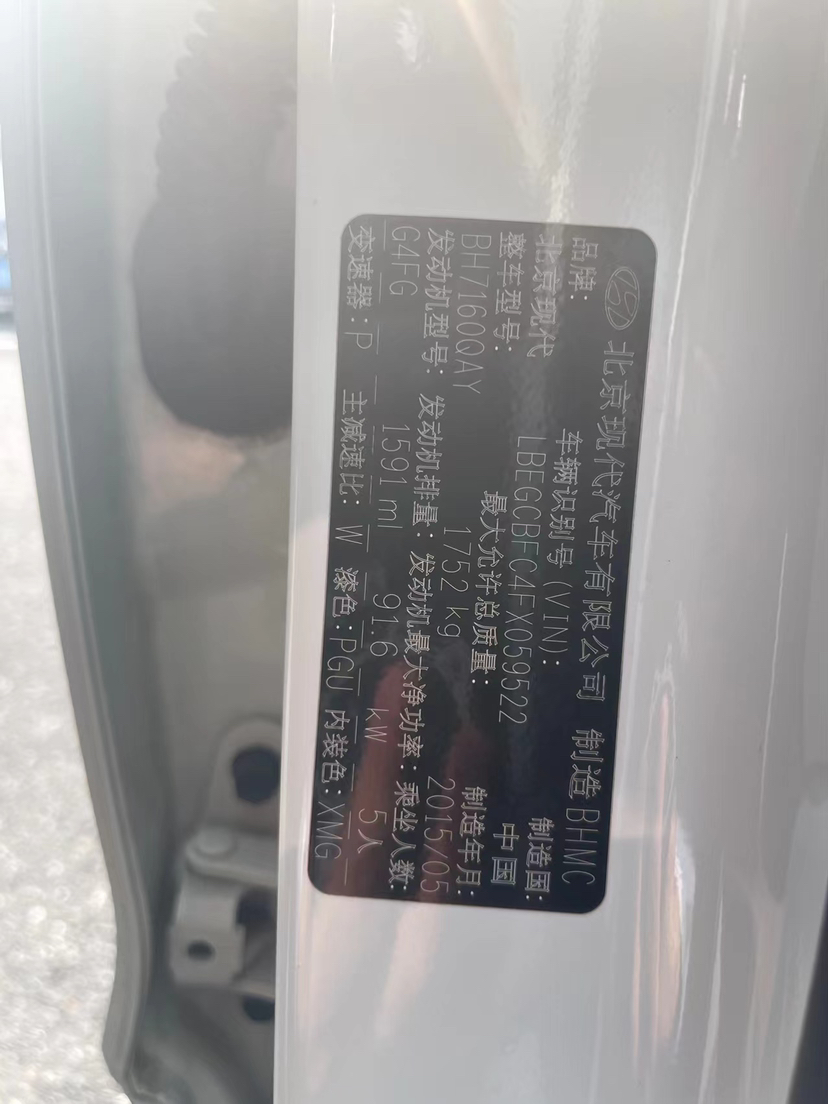 北京现代汽车有限公司 制造 BHMC
品牌: 车辆识别号(VIN): 制造国:
北京现代 LBEGCBFC4FX059522 中国
整车型号: 最大允许总质量: 制造年月:
BH7160QAY 1752 kg 2015/05
发动机型号: 发动机排量: 发动机最大净功率: 乘坐人数:
G4FG 1591 ml 91.6 kW 5人
变速器:P 主减速比: W 漆色:PGU 内装色:XMG